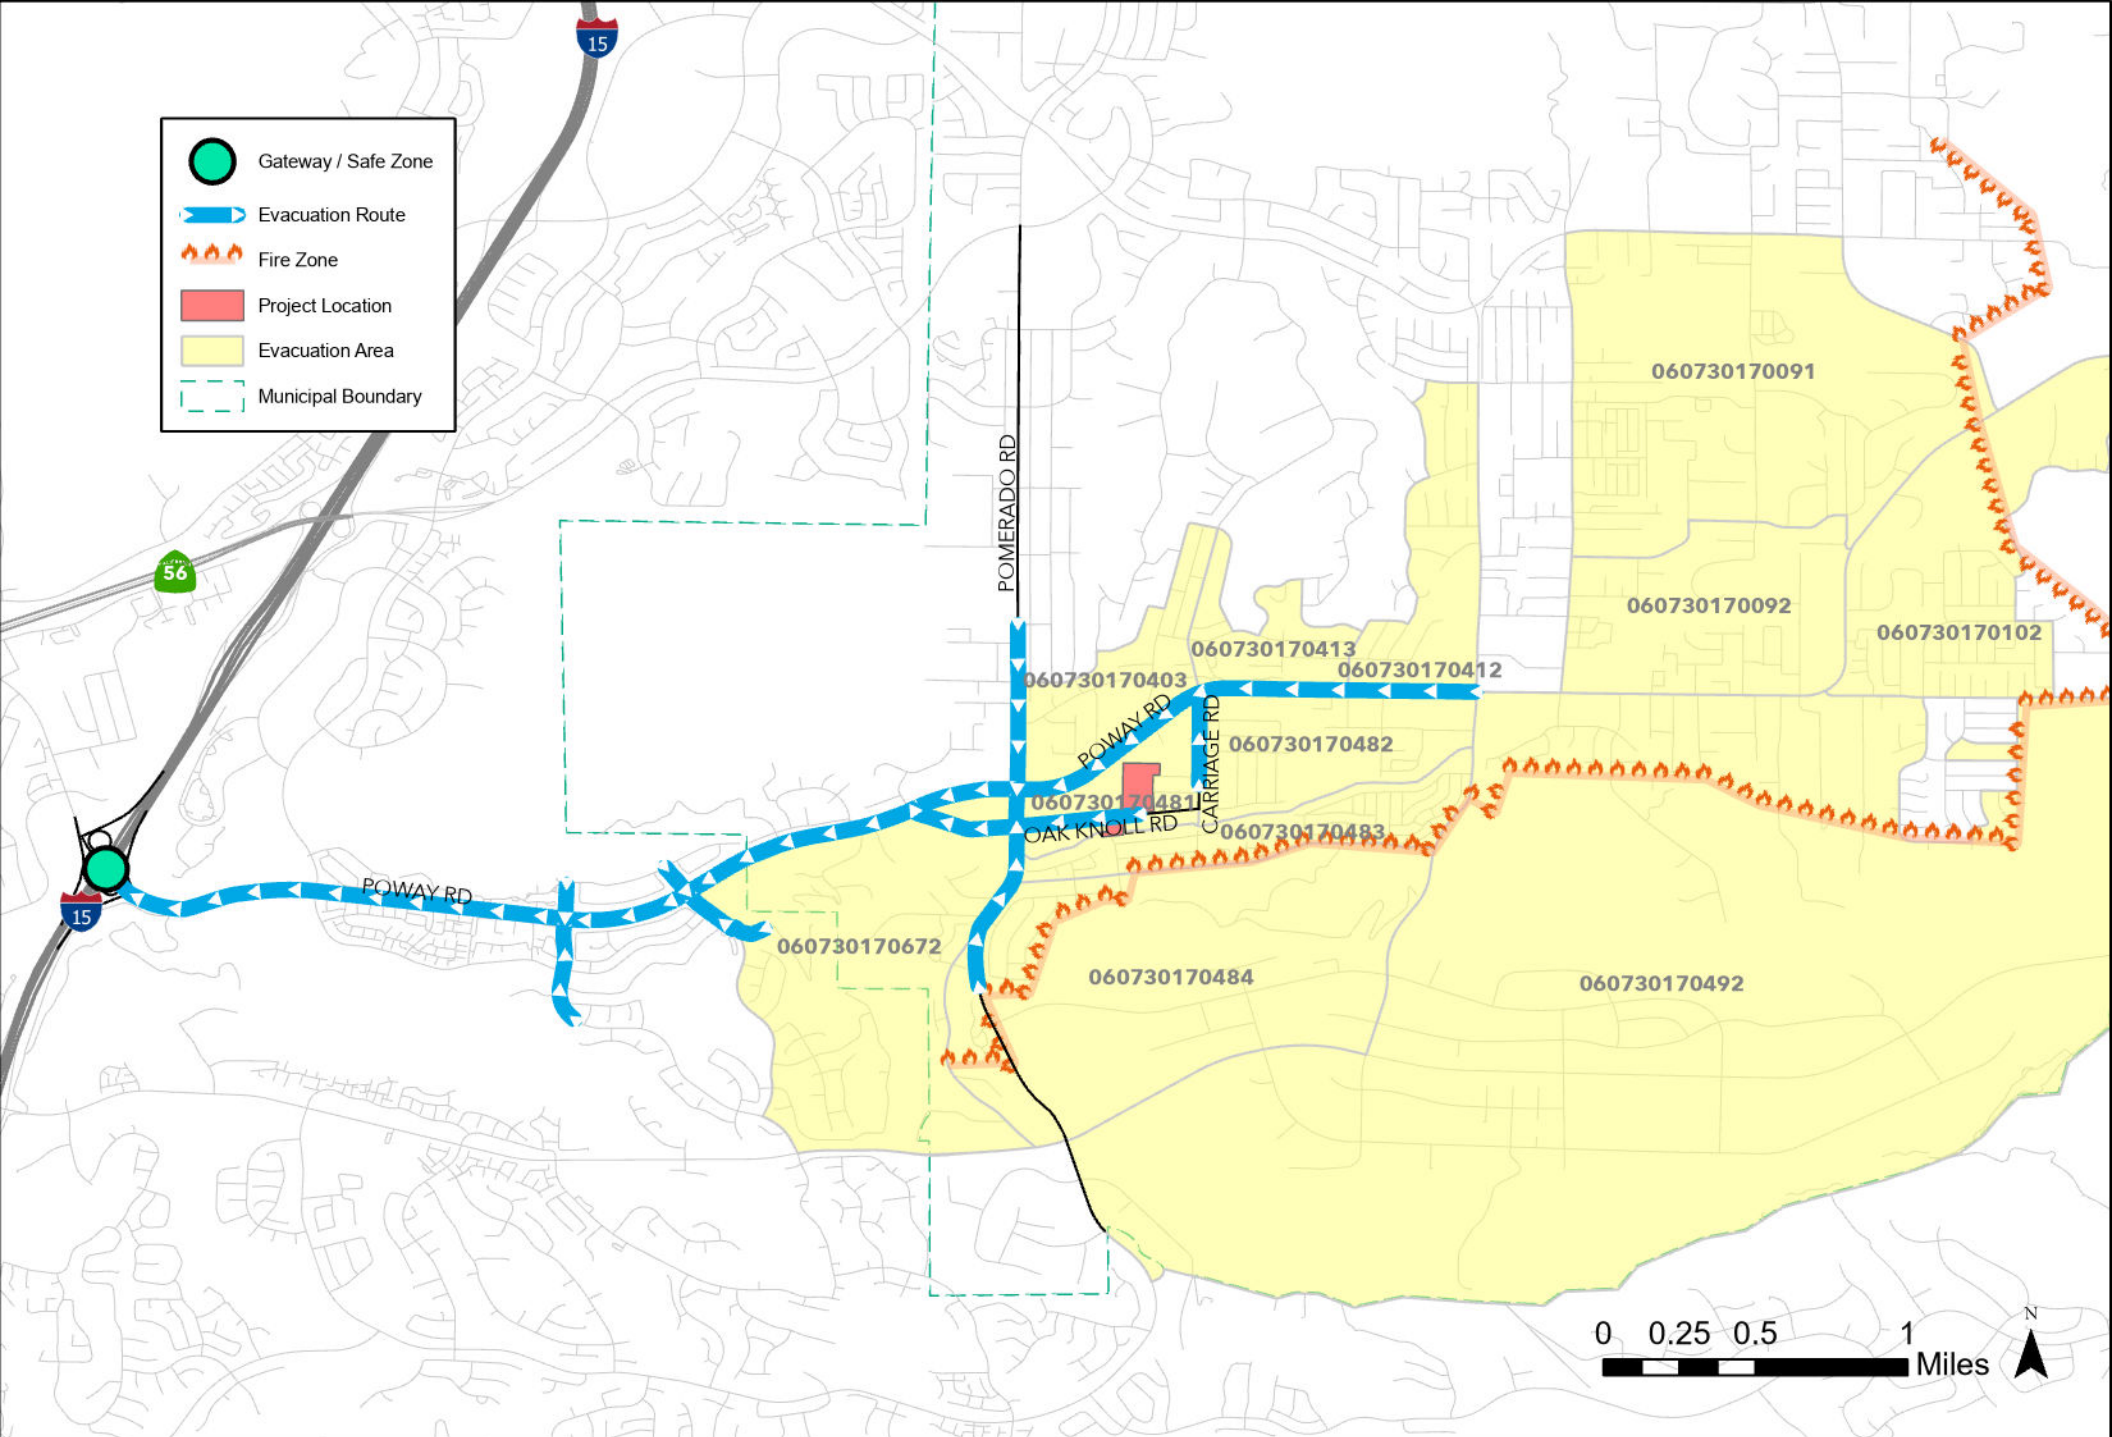 15
Gateway / Safe Zone
Evacuation Route
Fire Zone
Project Location
Evacuation Area
Municipal Boundary
060730170091
POMERADO RD
56
060730170092
060730170102
060730170413
060730170412
060730170403
POWAY RD
CARRIAGE RD
060730170482
060730170481
OAK KNOLL RD
060730170483
POWAY RD
15
060730170672
060730170484
060730170492
N
0 0.25 0.5 1
Miles